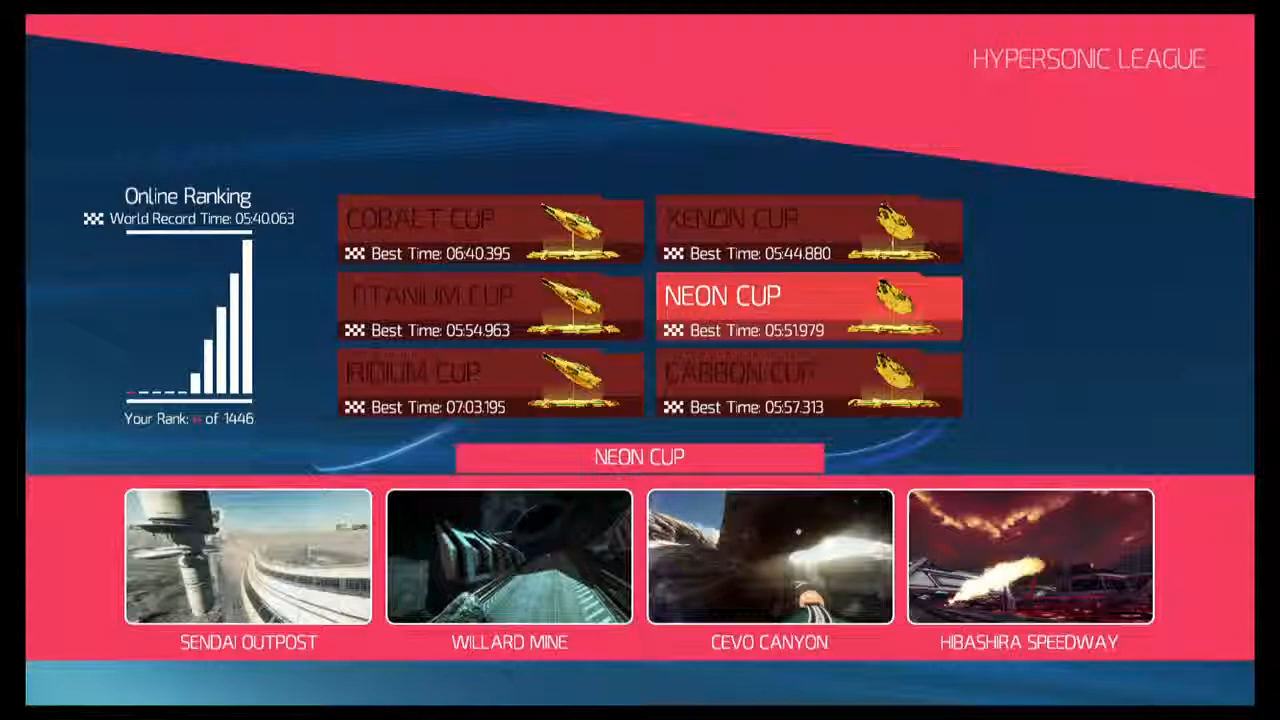 HYPERSONIC LEAGUE
Online Ranking
World Record Time: 05:40.063
Your Rank: of 1446
COBALT CUP
Best Time: 06:40.395
XENON CUP
Best Time: 05:44.880
TITANIUM CUP
Best Time: 05:54.963
NEON CUP
Best Time: 05:51.979
IRIDIUM CUP
Best Time: 07:03.195
CARBON CUP
Best Time: 05:57.313
NEON CUP
SENDAI OUTPOST
WILLARD MINE
CEVO CANYON
HIBASHIRA SPEEDWAY